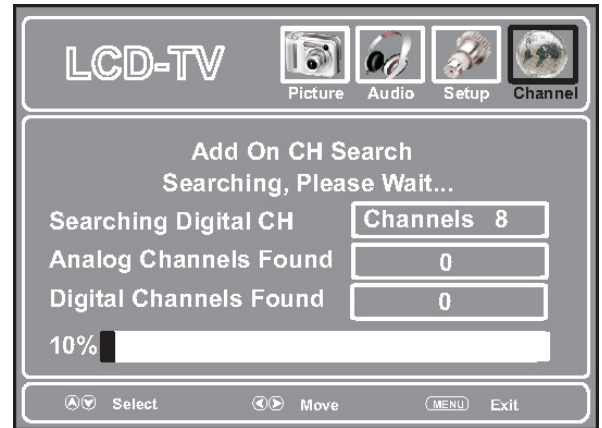 LCD-TV
Picture Audio Setup Channel
Add On CH Search
Searching, Please Wait...
Searching Digital CH Channels 8
Analog Channels Found 0
Digital Channels Found 0
10%
Select Move MENU Exit